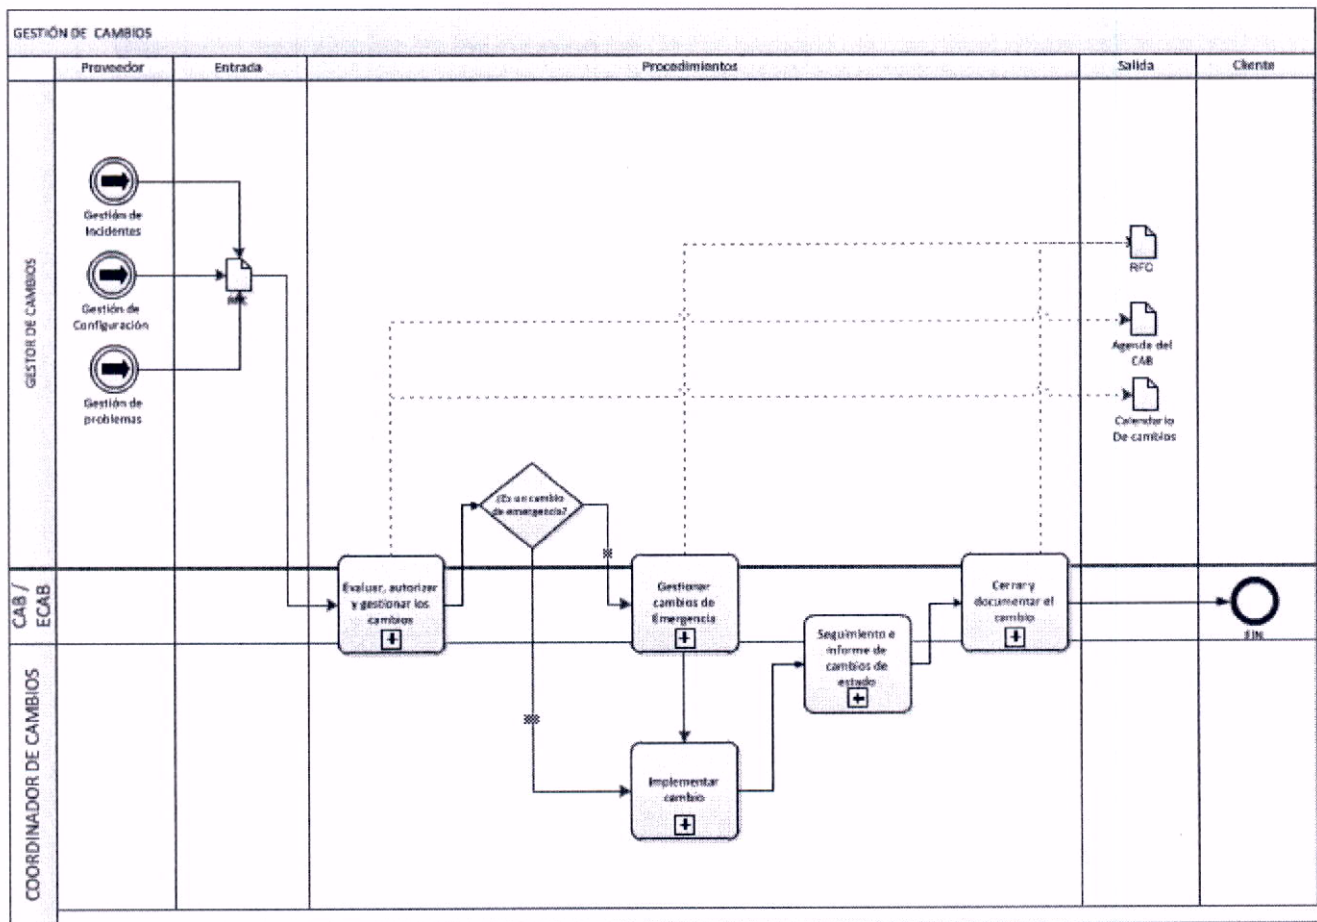 GESTIÓN DE CAMBIOS
Proveedor
Entrada
Procedimientos
Salida
Cliente
GESTOR DE CAMBIOS
Gestión de
Incidentes
Gestión de
Configuración
Gestión de
problemas
RFC
Agenda del
CAB
Calendario
De cambios
¿Es un cambio
de emergencia?
CAB /
ECAB
Evaluar, autorizar
y gestionar los
cambios
Gestionar
cambios de
Emergencia
Cerrar y
documentar el
cambio
FIN
Seguimiento e
informe de
cambios de
estado
COORDINADOR DE CAMBIOS
Implementar
cambio